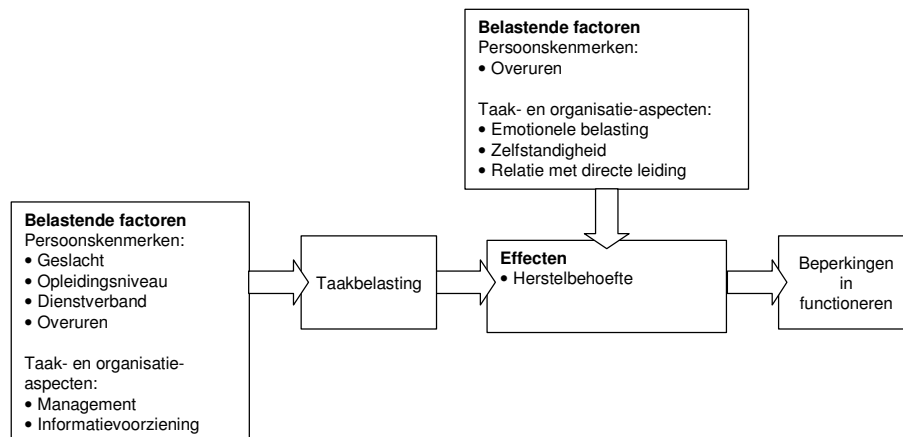 Belastende factoren
Persoonskenmerken:
• Overuren
Taak- en organisatie-aspecten:
• Emotionele belasting
• Zelfstandigheid
• Relatie met directe leiding
Belastende factoren
Persoonskenmerken:
• Geslacht
• Opleidingsniveau
• Dienstverband
• Overuren
Taak- en organisatie-
aspecten:
• Management
• Informatievoorziening
Taakbelasting
Effecten
• Herstelbehoefte
Beperkingen
in
functioneren